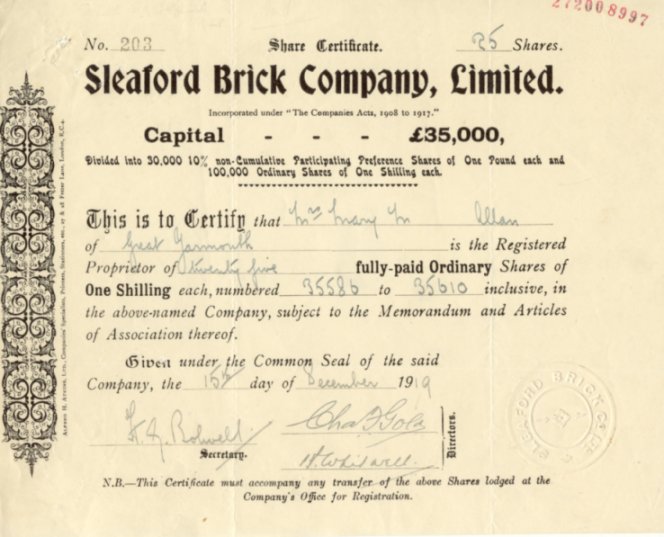 272008997
No. 203 Share Certificate. 25 Shares.
Sleaford Brick Company, Limited.
Incorporated under "The Companies Acts, 1908 to 1917."
Capital - - - £35,000,
Divided into 30,000 10% non-Cumulative Participating Preference Shares of One Pound each and
100,000 Ordinary Shares of One Shilling each.
This is to Certify that Mrs Mary M Allan
of Great Yarmouth is the Registered
Proprietor of twenty five fully-paid Ordinary Shares of
One Shilling each, numbered 35586 to 35610 inclusive, in
the above-named Company, subject to the Memorandum and Articles
of Association thereof.
Given under the Common Seal of the said
Company, the 15th day of December 1919
Secretary.
Directors.
N.B.—This Certificate must accompany any transfer of the above Shares lodged at the
Company's Office for Registration.
SLEAFORD BRICK CO LTD